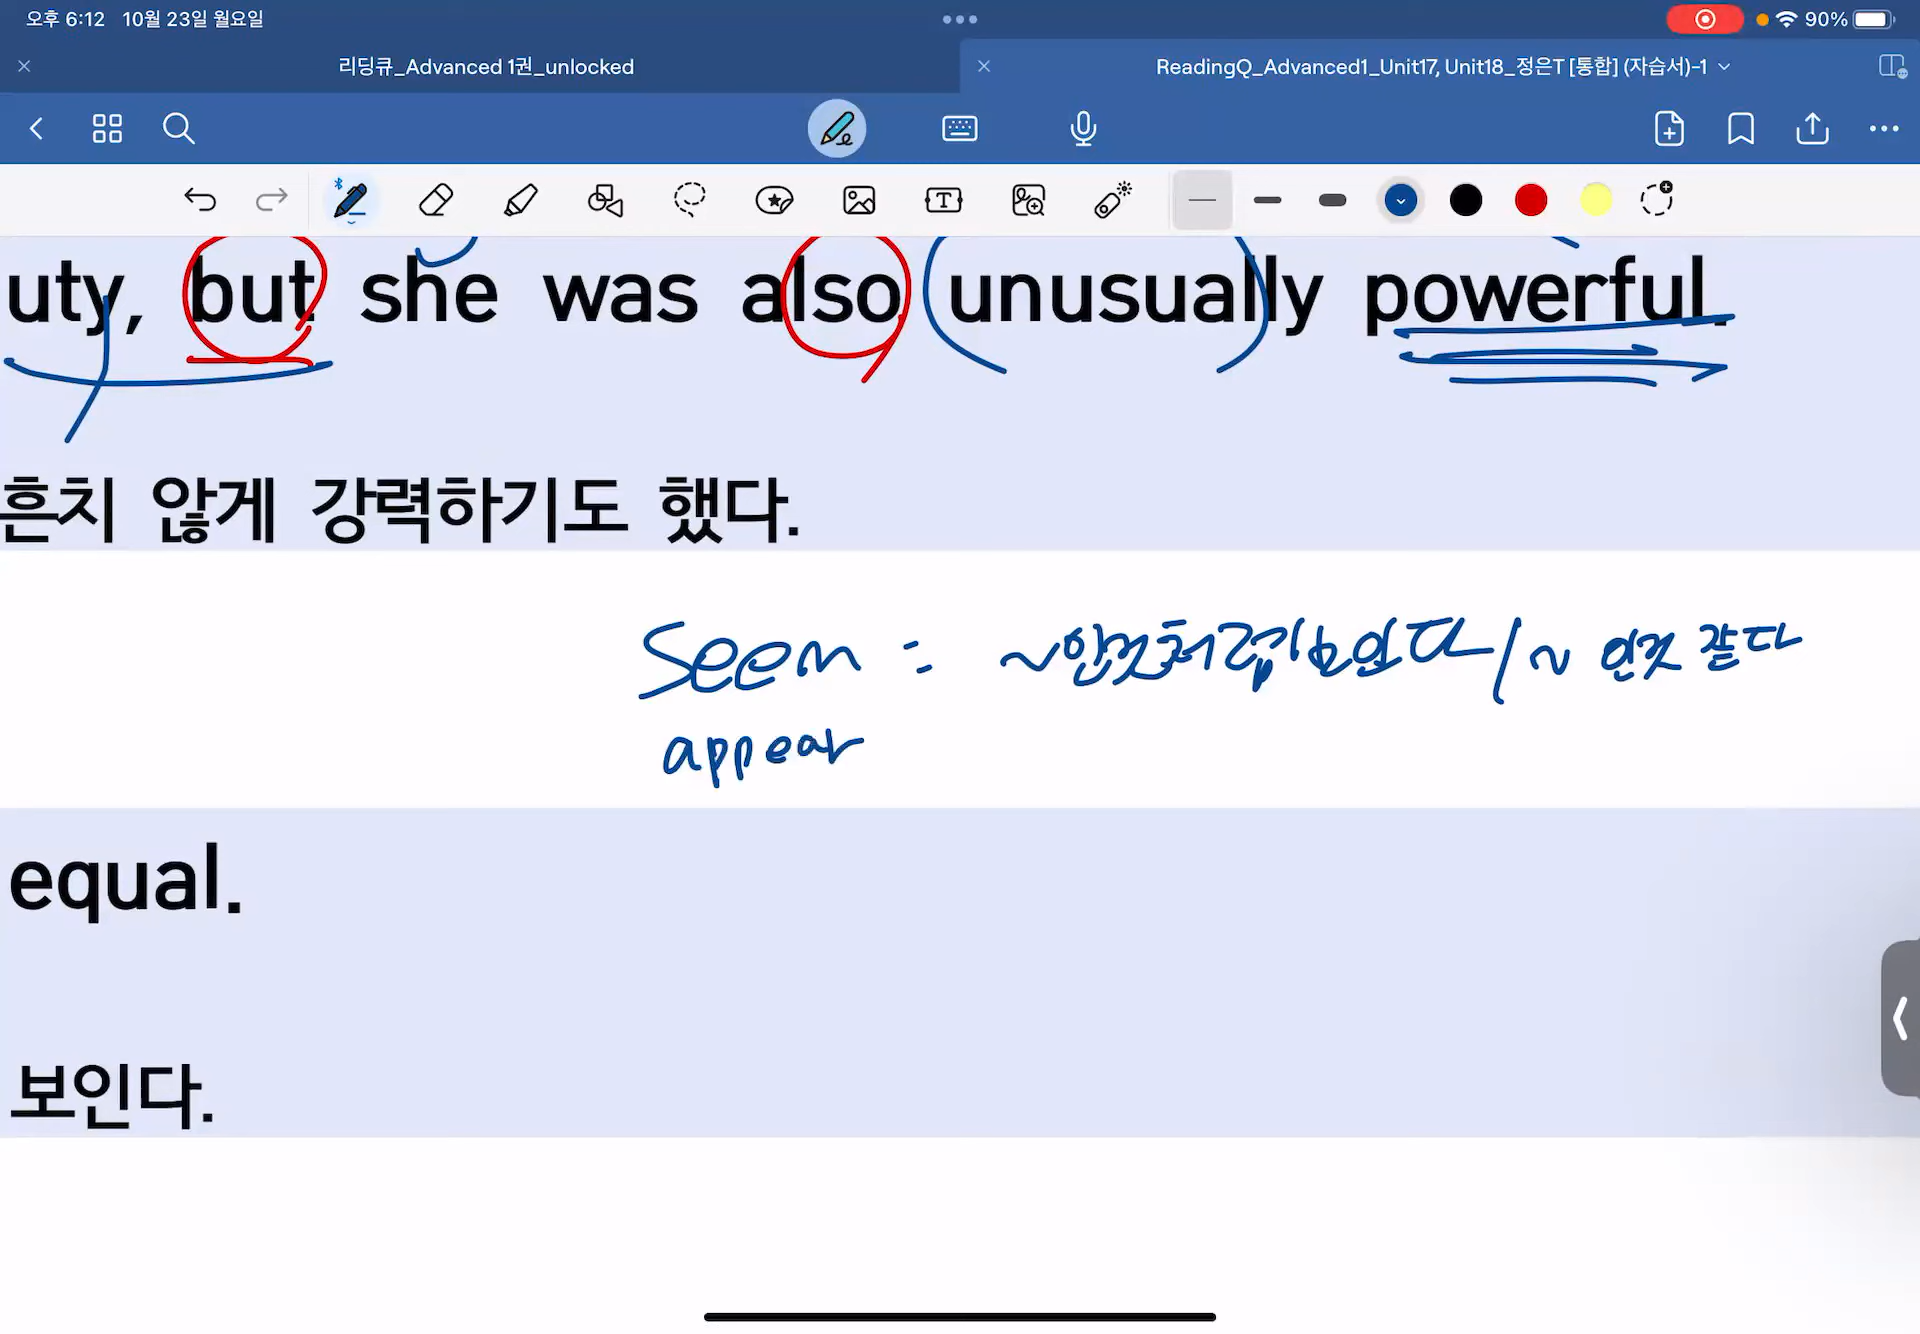 오후 6:12 10월 23일 월요일
90%
리딩큐_Advanced 1권_unlocked
ReadingQ_Advanced1_Unit17, Unit18_정은T [통합] (자습서)-1
uty, but she was also unusually powerful.
흔치 않게 강력하기도 했다.
seem = ~인것처럼 보인다 / ~ 인것 같다
appear
equal.
보인다.